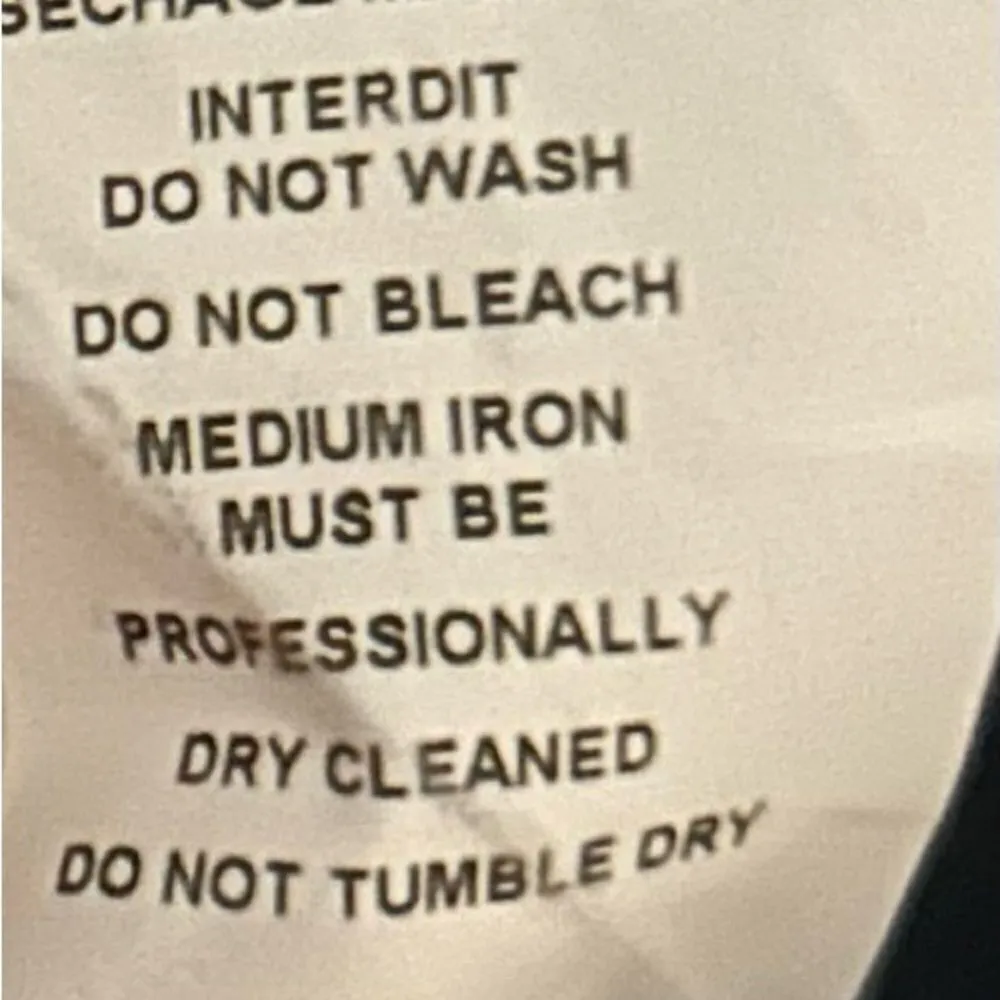 INTERDIT
DO NOT WASH
DO NOT BLEACH
MEDIUM IRON
MUST BE
PROFESSIONALLY
DRY CLEANED
DO NOT TUMBLE DRY